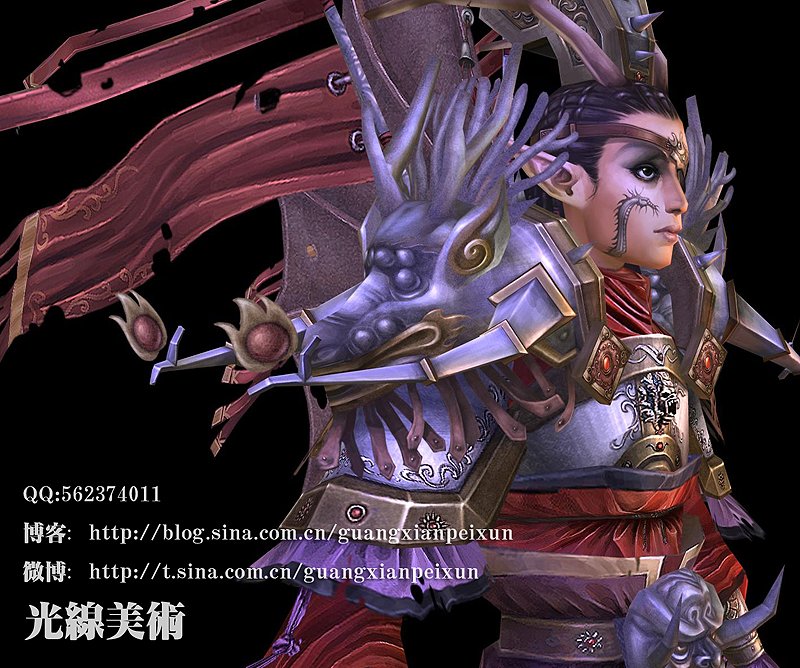 QQ:562374011
博客: http://blog.sina.com.cn/guangxianpeixun
微博: http://t.sina.com.cn/guangxianpeixun
光線美術